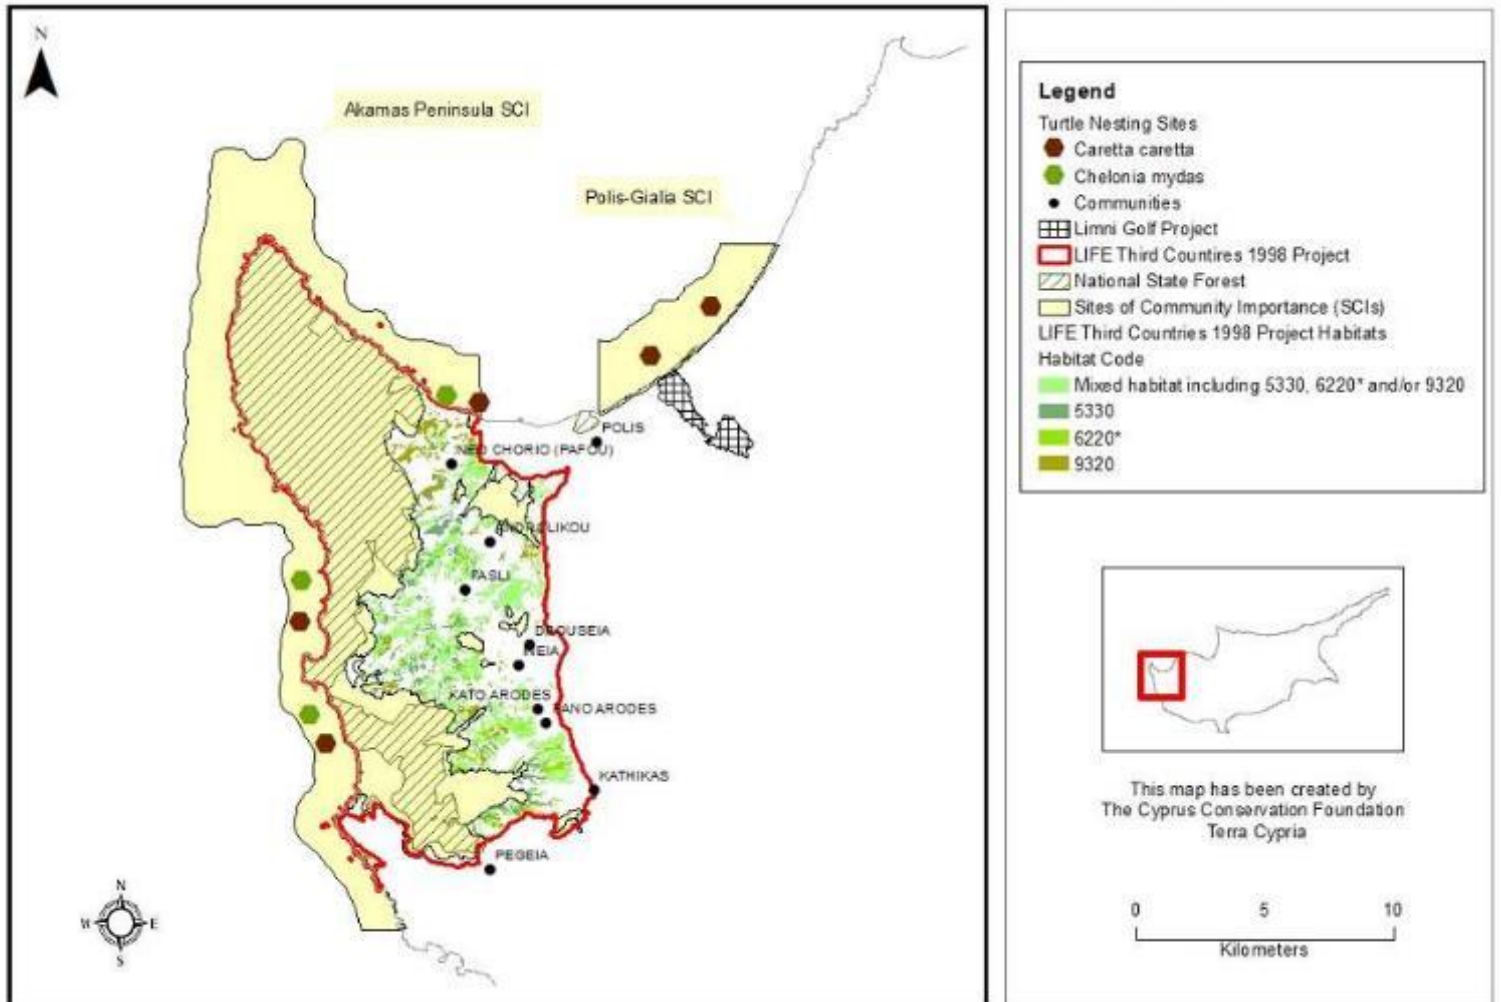 N
Akamas Peninsula SCI
Polis-Gialia SCI
POLIS
NEO CHORIO (PAFOU)
ANDROLIKOU
FASLI
DROUSEIA
INEIA
KATO ARODES
PANO ARODES
KATHIKAS
PEGEIA
N
W
E
S
Legend
Turtle Nesting Sites
Caretta caretta
Chelonia mydas
Communities
Limni Golf Project
LIFE Third Countires 1998 Project
National State Forest
Sites of Community Importance (SCIs)
LIFE Third Countries 1998 Project Habitats
Habitat Code
Mixed habitat including 5330, 6220* and/or 9320
5330
6220*
9320
This map has been created by
The Cyprus Conservation Foundation
Terra Cypria
0 5 10
Kilometers